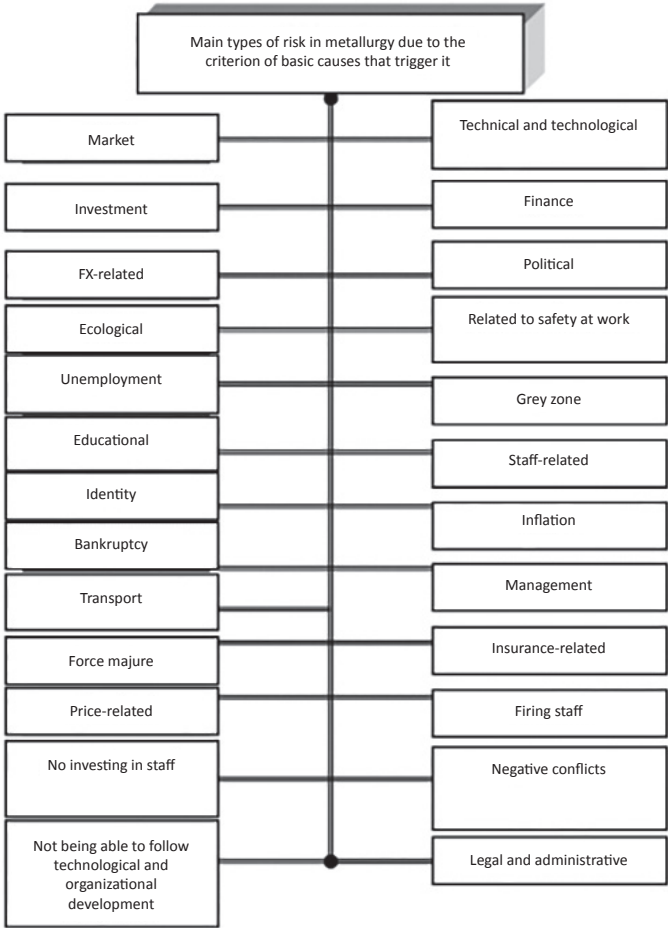 Main types of risk in metallurgy due to the
criterion of basic causes that trigger it
Market
Technical and technological
Investment
Finance
FX-related
Political
Ecological
Related to safety at work
Unemployment
Grey zone
Educational
Staff-related
Identity
Inflation
Bankruptcy
Management
Transport
Insurance-related
Force majure
Firing staff
Price-related
No investing in staff
Negative conflicts
Not being able to follow
technological and
organizational
development
Legal and administrative